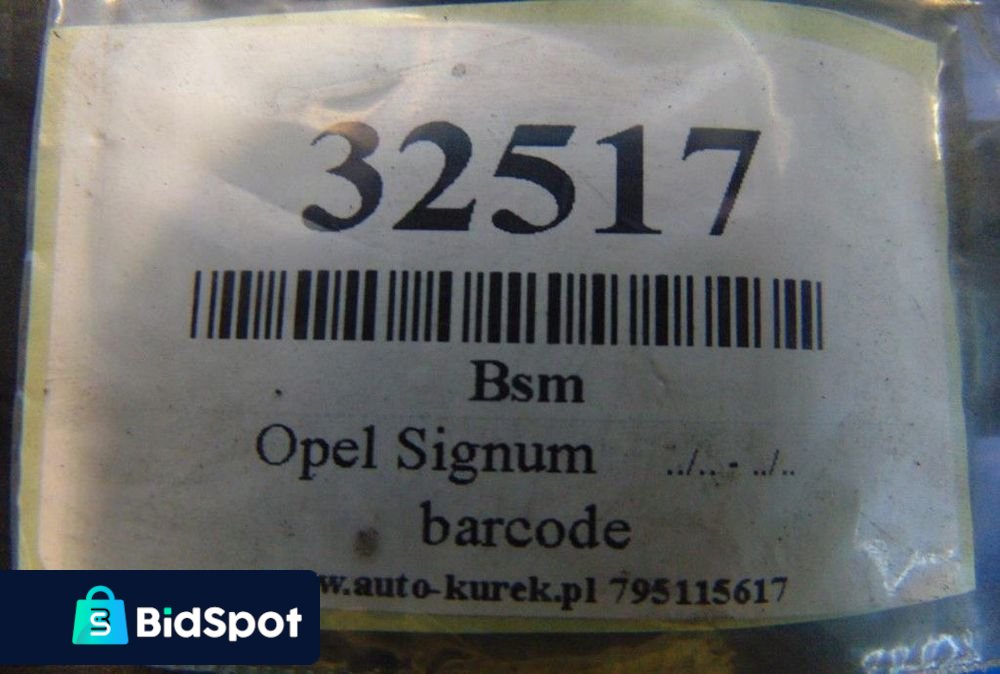 32517
Bsm
Opel Signum ../.. - ../..
barcode
w.auto-kurek.pl 795115617
BidSpot